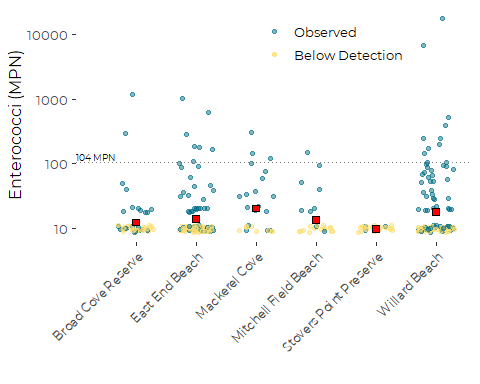 Observed
Below Detection
Enterococci (MPN)
10000
1000
100
10
104 MPN
Broad Cove Reserve
East End Beach
Mackerel Cove
Mitchell Field Beach
Stovers Point Preserve
Willard Beach